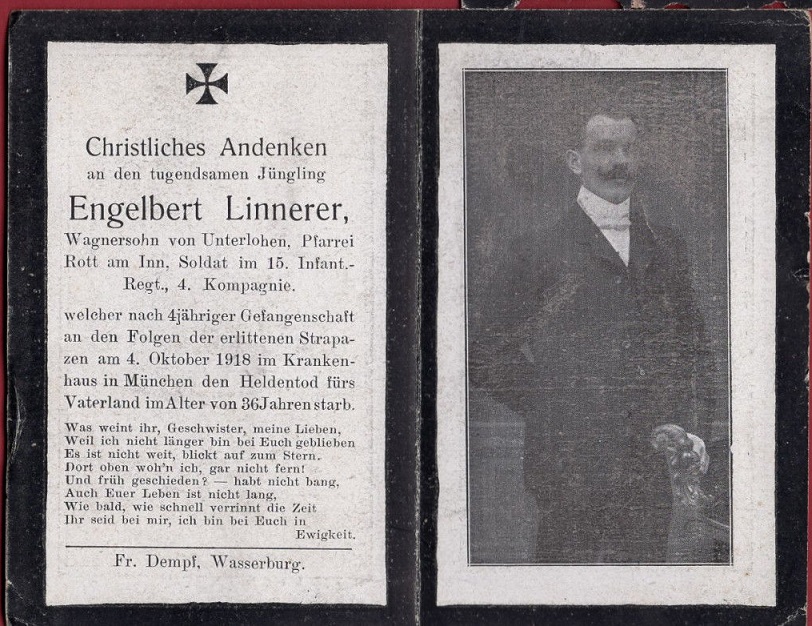 Christliches Andenken
an den tugendsamen Jüngling
Engelbert Linnerer,
Wagnersohn von Unterlohen, Pfarrei
Rott am Inn, Soldat im 15. Infant.-
Regt., 4. Kompagnie.
welcher nach 4jähriger Gefangenschaft
an den Folgen der erlittenen Strapa-
zen am 4. Oktober 1918 im Kranken-
haus in München den Heldentod fürs
Vaterland im Alter von 36 Jahren starb.
Was weint ihr, Geschwister, meine Lieben,
Weil ich nicht länger bin bei Euch geblieben
Es ist nicht weit, blickt auf zum Stern.
Dort oben woh'n ich, gar nicht fern!
Und früh geschieden? — habt nicht bang,
Auch Euer Leben ist nicht lang,
Wie bald, wie schnell verrinnt die Zeit
Ihr seid bei mir, ich bin bei Euch in
Ewigkeit.
Fr. Dempf, Wasserburg.